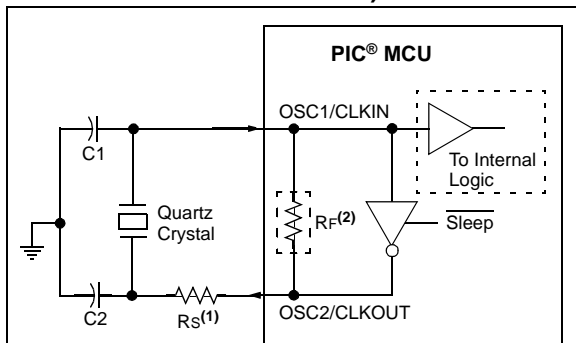 PIC® MCU
OSC1/CLKIN
C1
To Internal
Logic
Quartz
Crystal
RF(2)
Sleep
C2
RS(1)
OSC2/CLKOUT